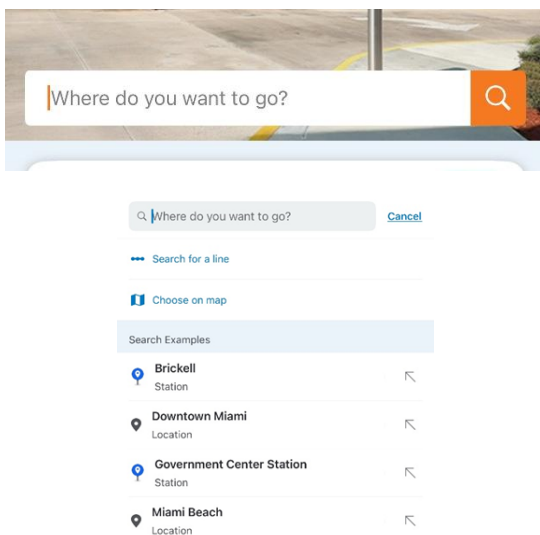 Where do you want to go?
Where do you want to go?
Cancel
Search for a line
Choose on map
Search Examples
Brickell
Station
Downtown Miami
Location
Government Center Station
Station
Miami Beach
Location